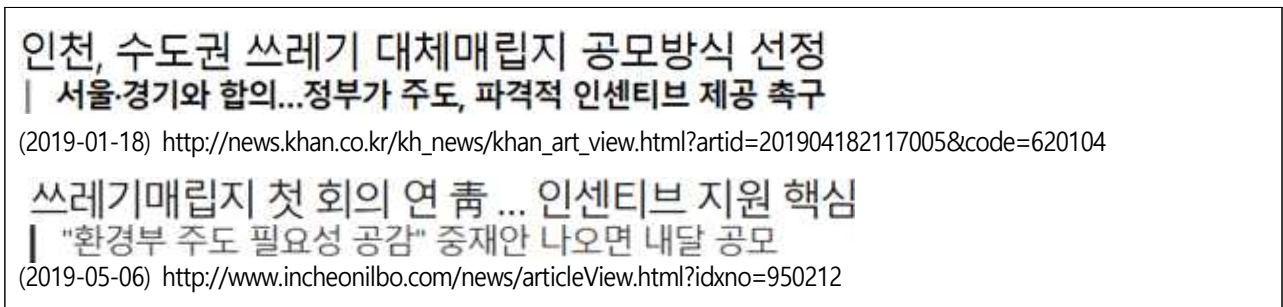 인천, 수도권 쓰레기 대체매립지 공모방식 선정
서울·경기와 합의...정부가 주도, 파격적 인센티브 제공 촉구
(2019-01-18) http://news.khan.co.kr/kh_news/khan_art_view.html?artid=201904182117005&code=620104
쓰레기매립지 첫 회의 연 靑 ... 인센티브 지원 핵심
"환경부 주도 필요성 공감" 중재안 나오면 내달 공모
(2019-05-06) http://www.incheonilbo.com/news/articleView.html?idxno=950212